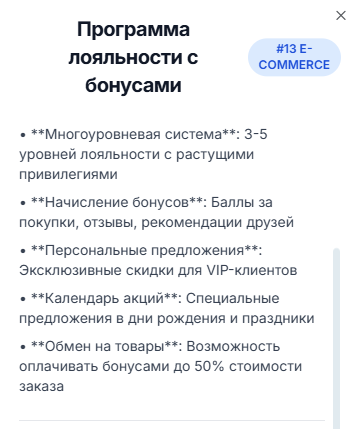 Программа
лояльности с
бонусами
#13 E-
COMMERCE
• **Многоуровневая система**: 3-5
уровней лояльности с растущими
привилегиями
• **Начисление бонусов**: Баллы за
покупки, отзывы, рекомендации друзей
• **Персональные предложения**:
Эксклюзивные скидки для VIP-клиентов
• **Календарь акций**: Специальные
предложения в дни рождения и праздники
• **Обмен на товары**: Возможность
оплачивать бонусами до 50% стоимости
заказа